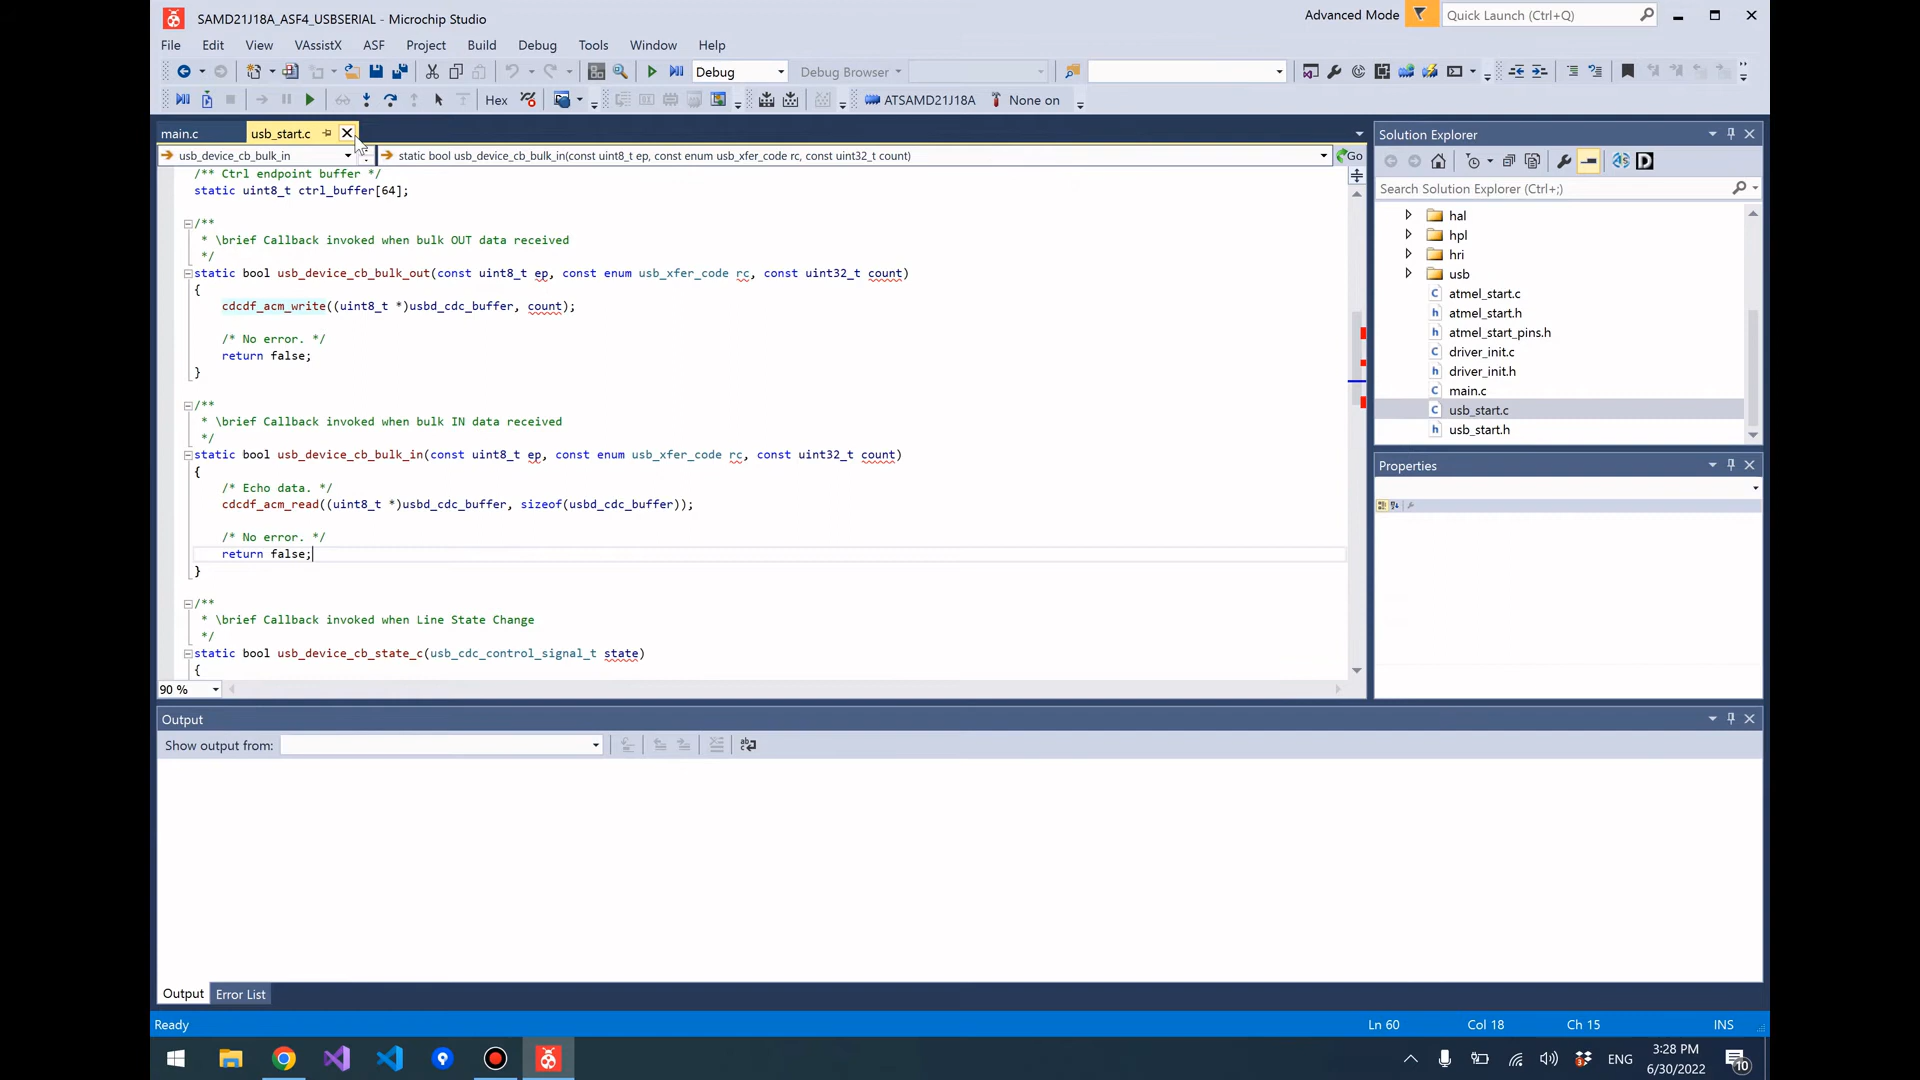 SAMD21J18A_ASF4_USBSERIAL - Microchip Studio
Advanced Mode
Quick Launch (Ctrl+Q)
File Edit View VAssistX ASF Project Build Debug Tools Window Help
Debug Debug Browser
Hex ATSAMD21J18A None on
main.c usb_start.c
usb_device_cb_bulk_in static bool usb_device_cb_bulk_in(const uint8_t ep, const enum usb_xfer_code rc, const uint32_t count) Go
/** Ctrl endpoint buffer */
static uint8_t ctrl_buffer[64];
/**
* \brief Callback invoked when bulk OUT data received
*/
static bool usb_device_cb_bulk_out(const uint8_t ep, const enum usb_xfer_code rc, const uint32_t count)
{
cdcdf_acm_write((uint8_t *)usbd_cdc_buffer, count);
/* No error. */
return false;
}
/**
* \brief Callback invoked when bulk IN data received
*/
static bool usb_device_cb_bulk_in(const uint8_t ep, const enum usb_xfer_code rc, const uint32_t count)
{
/* Echo data. */
cdcdf_acm_read((uint8_t *)usbd_cdc_buffer, sizeof(usbd_cdc_buffer));
/* No error. */
return false;
}
/**
* \brief Callback invoked when Line State Change
*/
static bool usb_device_cb_state_c(usb_cdc_control_signal_t state)
{
90 %
Solution Explorer
Search Solution Explorer (Ctrl+;)
hal
hpl
hri
usb
atmel_start.c
atmel_start.h
atmel_start_pins.h
driver_init.c
driver_init.h
main.c
usb_start.c
usb_start.h
Properties
Output
Show output from:
Output Error List
Ready Ln 60 Col 18 Ch 15 INS
ENG
3:28 PM
6/30/2022
10